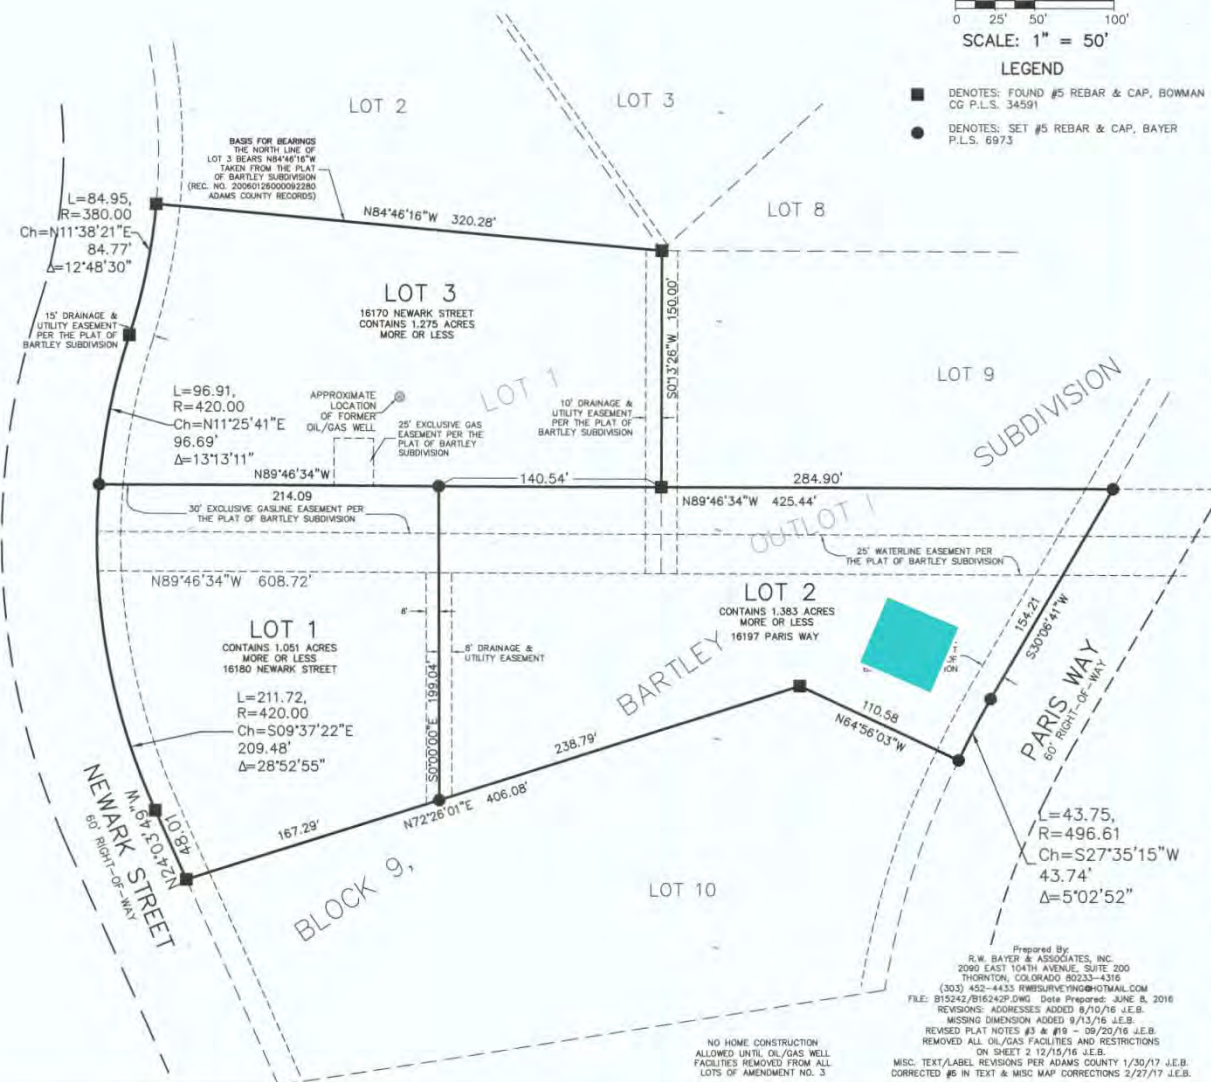 0 25' 50' 100'
SCALE: 1" = 50'
LEGEND
DENOTES: FOUND #5 REBAR & CAP, BOWMAN
CG P.L.S. 34591
DENOTES: SET #5 REBAR & CAP, BAYER
P.L.S. 6973
LOT 2
LOT 3
LOT 8
BASIS FOR BEARINGS
THE NORTH LINE OF
LOT 3 BEARS N84°46'16"W
TAKEN FROM THE PLAT
OF BARTLEY SUBDIVISION
(REC. NO. 20060126000092280
ADAMS COUNTY RECORDS)
L=84.95,
R=380.00
Ch=N11°38'21"E
84.77'
Δ=12°48'30"
N84°46'16"W 320.28'
LOT 3
16170 NEWARK STREET
CONTAINS 1.275 ACRES
MORE OR LESS
S0°13'26"W 150.00'
15' DRAINAGE &
UTILITY EASEMENT
PER THE PLAT OF
BARTLEY SUBDIVISION
L=96.91,
R=420.00
Ch=N11°25'41"E
96.69'
Δ=13°13'11"
APPROXIMATE
LOCATION
OF FORMER
OIL/GAS WELL
LOT 1
25' EXCLUSIVE GAS
EASEMENT PER THE
PLAT OF BARTLEY
SUBDIVISION
10' DRAINAGE &
UTILITY EASEMENT
PER THE PLAT OF
BARTLEY SUBDIVISION
LOT 9
SUBDIVISION
N89°46'34"W
214.09
140.54'
284.90'
N89°46'34"W 425.44'
30' EXCLUSIVE GASLINE EASEMENT PER
THE PLAT OF BARTLEY SUBDIVISION
OUTLOT 1
25' WATERLINE EASEMENT PER
THE PLAT OF BARTLEY SUBDIVISION
N89°46'34"W 608.72'
LOT 2
CONTAINS 1.383 ACRES
MORE OR LESS
16197 PARIS WAY
154.21
S30°06'41"W
LOT 1
CONTAINS 1.051 ACRES
MORE OR LESS
16180 NEWARK STREET
8'
8' DRAINAGE &
UTILITY EASEMENT
S0°00'00"E 199.04'
L=211.72,
R=420.00
Ch=S09°37'22"E
209.48'
Δ=28°52'55"
BARTLEY
110.58
N64°56'03"W
PARIS WAY
60' RIGHT-OF-WAY
238.79'
N72°26'01"E 406.08'
167.29'
NEWARK STREET
60' RIGHT-OF-WAY
N24°03'49"W
48.01
BLOCK 9,
LOT 10
L=43.75,
R=496.61
Ch=S27°35'15"W
43.74'
Δ=5°02'52"
Prepared By:
R.W. BAYER & ASSOCIATES, INC.
2090 EAST 104TH AVENUE, SUITE 200
THORNTON, COLORADO 80233-4316
(303) 452-4433 RWBSURVEYING@HOTMAIL.COM
FILE: B15242/B16242P.DWG Date Prepared: JUNE 8, 2016
REVISIONS: ADDRESSES ADDED 8/10/16 J.E.B.
MISSING DIMENSION ADDED 9/13/16 J.E.B.
REVISED PLAT NOTES #3 & #19 - 09/20/16 J.E.B.
REMOVED ALL OIL/GAS FACILITIES AND RESTRICTIONS
ON SHEET 2 12/15/16 J.E.B.
MISC. TEXT/LABEL REVISIONS PER ADAMS COUNTY 1/30/17 J.E.B.
CORRECTED #5 IN TEXT & MISC MAP CORRECTIONS 2/27/17 J.E.B.
NO HOME CONSTRUCTION
ALLOWED UNTIL OIL/GAS WELL
FACILITIES REMOVED FROM ALL
LOTS OF AMENDMENT NO. 3